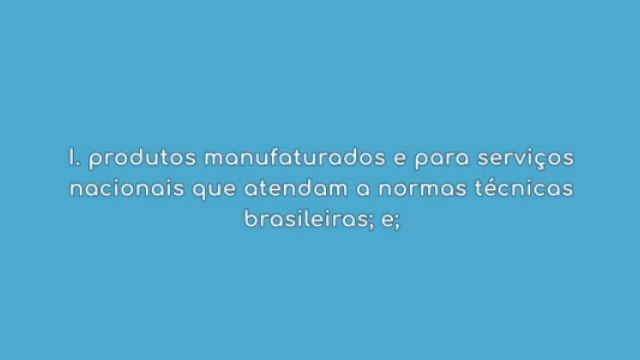 I. produtos manufaturados e para serviços
nacionais que atendam a normas técnicas
brasileiras; e;